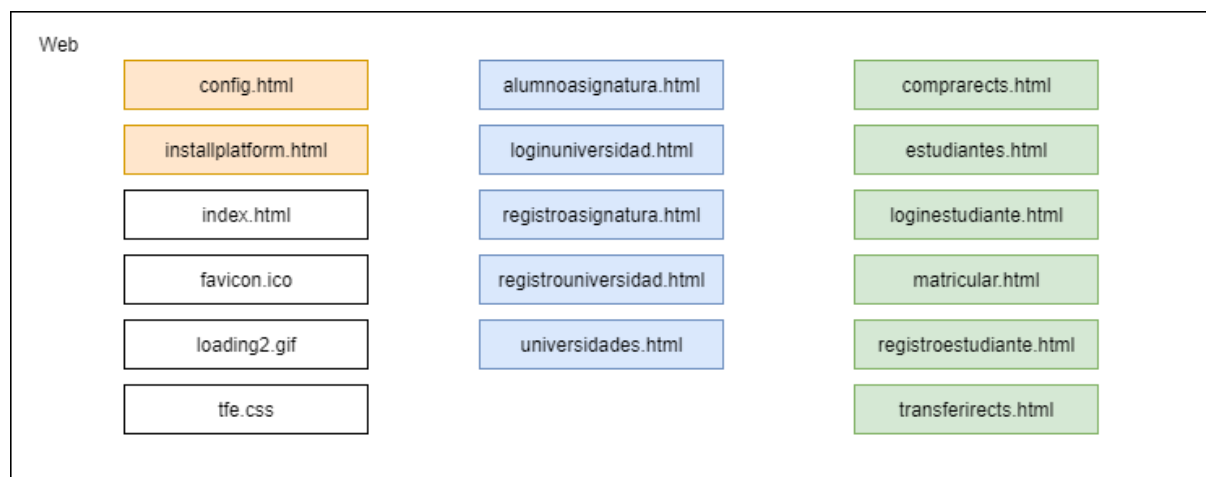 Web
config.html
installplatform.html
index.html
favicon.ico
loading2.gif
tfe.css
alumnoasignatura.html
loginuniversidad.html
registroasignatura.html
registrouniversidad.html
universidades.html
comprarects.html
estudiantes.html
loginestudiante.html
matricular.html
registroestudiante.html
transferirects.html